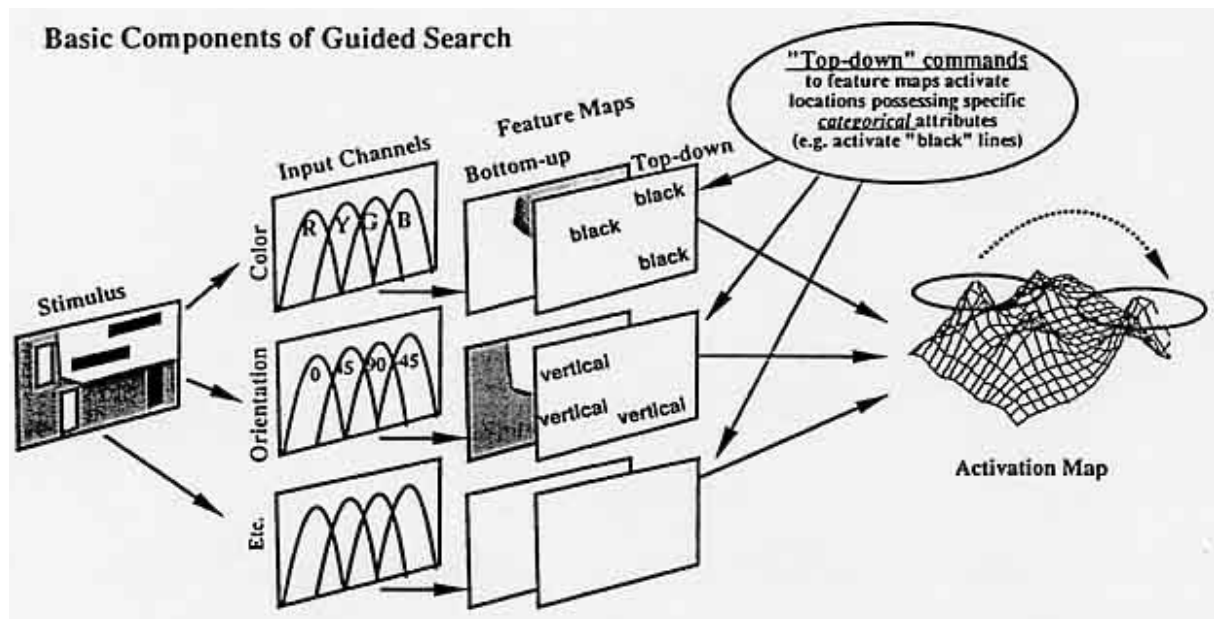 Basic Components of Guided Search
"Top-down" commands
to feature maps activate
locations possessing specific
categorical attributes
(e.g. activate "black" lines)
Feature Maps
Input Channels
Bottom-up
Top-down
Stimulus
Color
R Y G B
black
black
black
Orientation
0 45 90 -45
vertical
vertical
vertical
Etc.
Activation Map